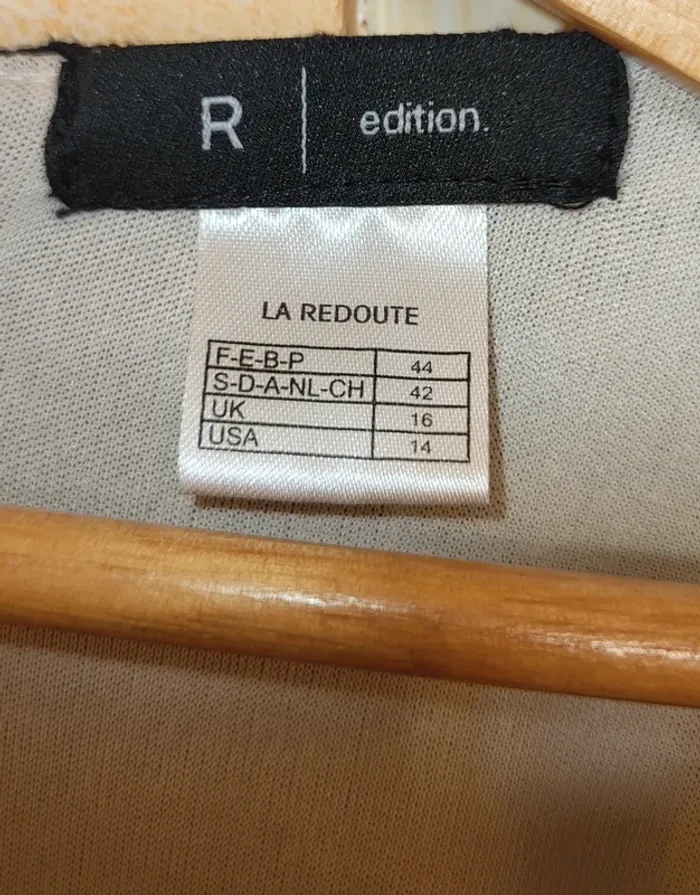 R | edition.
LA REDOUTE
F-E-B-P 44
S-D-A-NL-CH 42
UK 16
USA 14